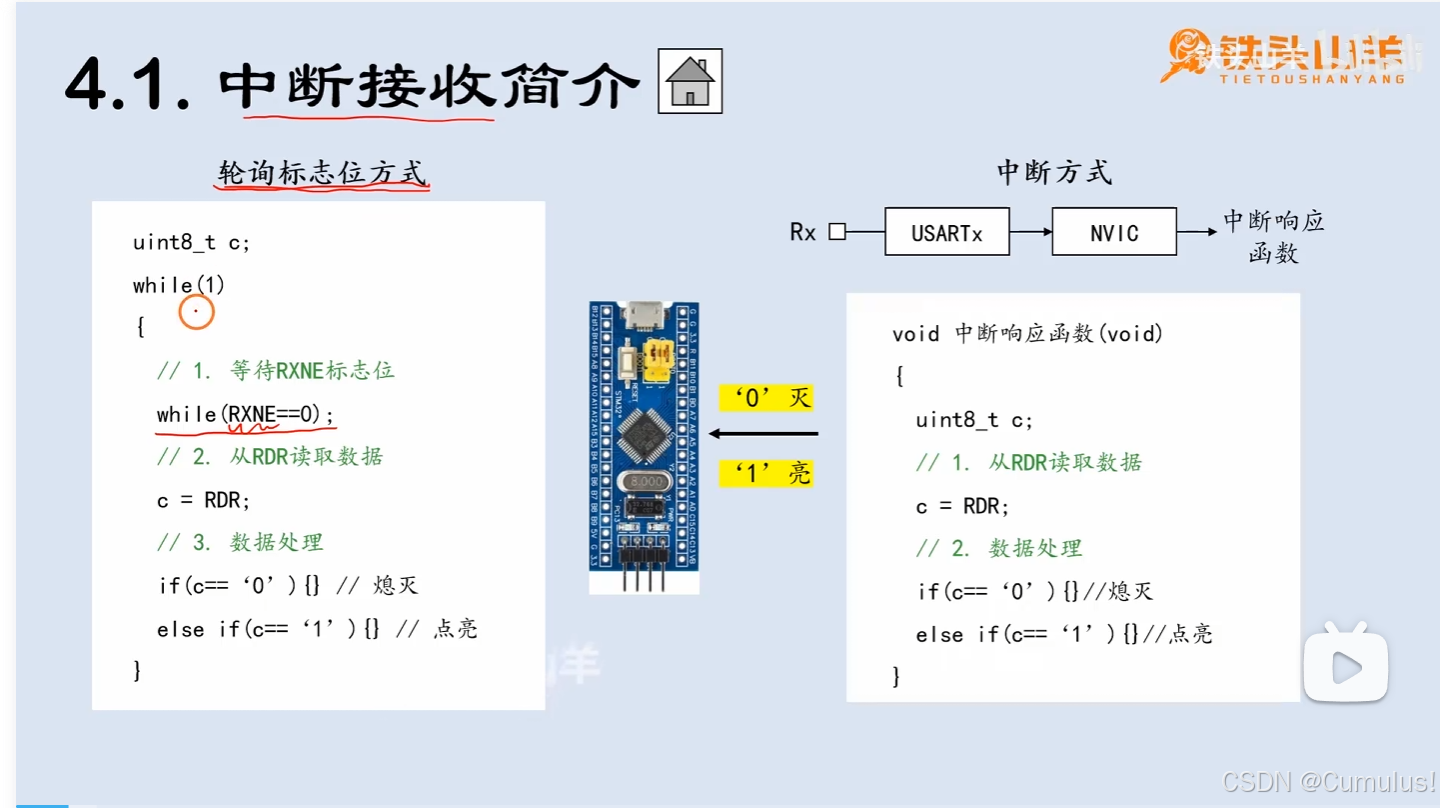 4.1. 中断接收简介
铁头山羊
TIETOUSHANYANG
轮询标志位方式
uint8_t c;
while(1)
{
// 1. 等待RXNE标志位
while(RXNE==0);
// 2. 从RDR读取数据
c = RDR;
// 3. 数据处理
if(c==‘0’){} // 熄灭
else if(c==‘1’){} // 点亮
}
‘0’灭
‘1’亮
中断方式
Rx
USARTx
NVIC
中断响应
函数
void 中断响应函数(void)
{
uint8_t c;
// 1. 从RDR读取数据
c = RDR;
// 2. 数据处理
if(c==‘0’){}//熄灭
else if(c==‘1’){}//点亮
}
8.000
CSDN @Cumulus!